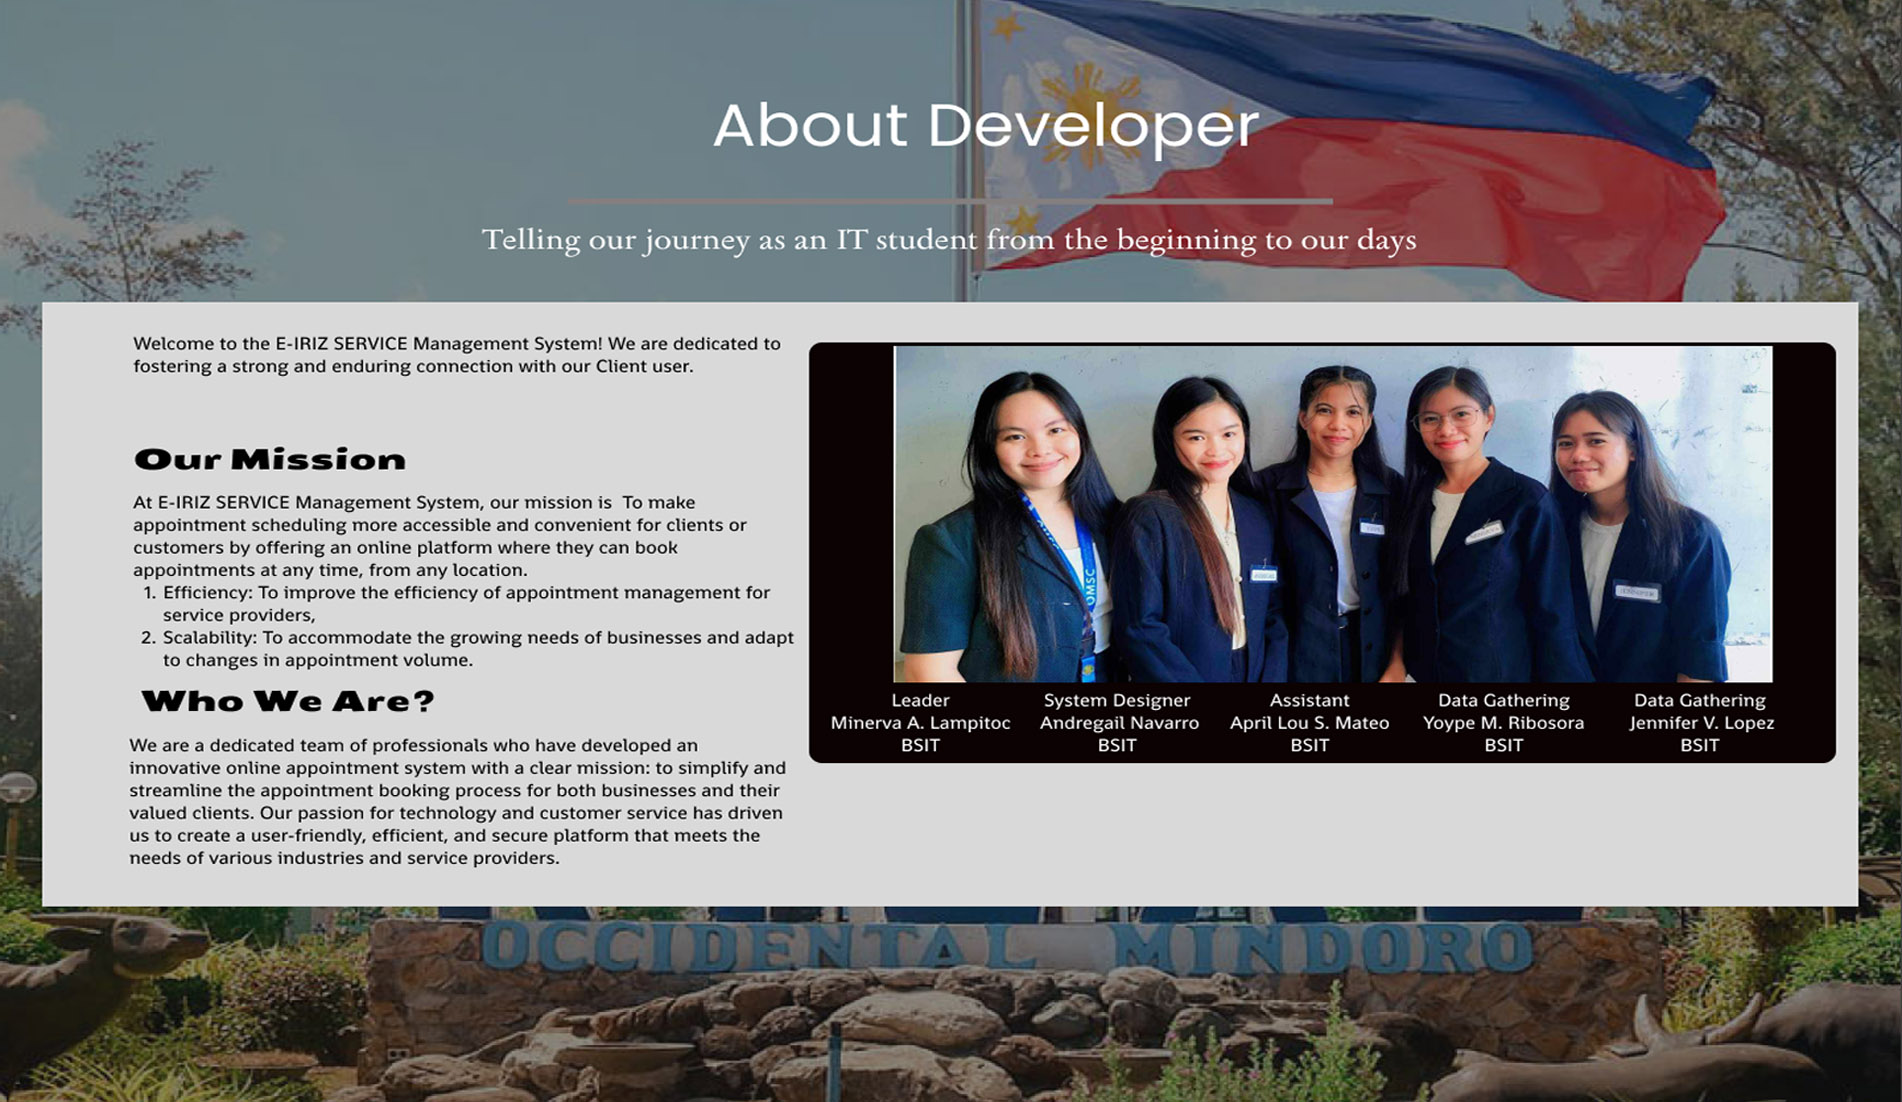 About Developer
Telling our journey as an IT student from the beginning to our days
Welcome to the E-IRIZ SERVICE Management System! We are dedicated to
fostering a strong and enduring connection with our Client user.
Our Mission
At E-IRIZ SERVICE Management System, our mission is  To make
appointment scheduling more accessible and convenient for clients or
customers by offering an online platform where they can book
appointments at any time, from any location.
1. Efficiency: To improve the efficiency of appointment management for
service providers,
2. Scalability: To accommodate the growing needs of businesses and adapt
to changes in appointment volume.
Who We Are?
We are a dedicated team of professionals who have developed an
innovative online appointment system with a clear mission: to simplify and
streamline the appointment booking process for both businesses and their
valued clients. Our passion for technology and customer service has driven
us to create a user-friendly, efficient, and secure platform that meets the
needs of various industries and service providers.
OMSC
Leader
Minerva A. Lampitoc
BSIT
System Designer
Andregail Navarro
BSIT
Assistant
April Lou S. Mateo
BSIT
Data Gathering
Yoype M. Ribosora
BSIT
Data Gathering
Jennifer V. Lopez
BSIT
OCCIDENTAL MINDORO